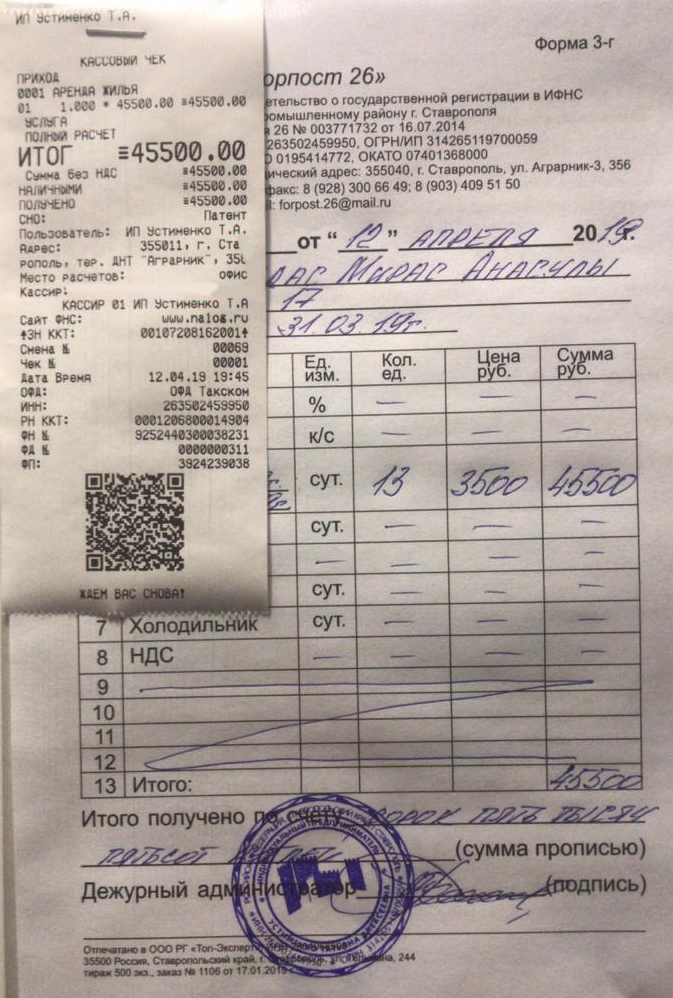 ИП Устименко Т.А.
КАССОВЫЙ ЧЕК
ПРИХОД
0001 АРЕНДА ЖИЛЬЯ
01 1.000 * 45500.00 ≡45500.00
УСЛУГА
ПОЛНЫЙ РАСЧЕТ
ИТОГ ≡45500.00
Сумма без НДС ≡45500.00
НАЛИЧНЫМИ ≡45500.00
ПОЛУЧЕНО ≡45500.00
СНО: Патент
Пользователь: ИП Устименко Т.А.
Адрес: 355011, г. Ста
рополь, тер. ДНТ "Аграрник", 356
Место расчетов: ОФИС
Кассир:
КАССИР 01 ИП Устименко Т.А
Сайт ФНС: www.nalog.ru
ЗН ККТ: 00107208162001
Смена № 00069
Чек № 00001
Дата Время 12.04.19 19:45
ОФД: ОФД Такском
ИНН: 263502459950
РН ККТ: 0001206800014904
ФН № 9252440300038231
ФД № 0000000311
ФП: 3924239038
ЖДЕМ ВАС СНОВА!
Форма 3-г
орпост 26»
етельство о государственной регистрации в ИФНС
ромышленному району г. Ставрополя
я 26 № 003771732 от 16.07.2014
263502459950, ОГРН/ИП 314265119700059
О 0195414772, ОКАТО 07401368000
ический адрес: 355040, г. Ставрополь, ул. Аграрник-3, 356
факс: 8 (928) 300 66 49; 8 (903) 409 51 50
il: forpost.26@mail.ru
от "12" АПРЕЛЯ 2019г.
ЛАС МИРАС АНАСУЛЫ
17
31.03.19г.
Ед. изм. Кол. ед. Цена руб. Сумма руб.
% — — —
к/с — — —
сут. 13 3500 45500
сут. — — —
— — —
сут. — — —
7 Холодильник сут. — — —
8 НДС — — — —
9
10
11
12
13 Итого: 45500
Итого получено по счету сорок пять тысяч
пятьсот (сумма прописью)
Дежурный администратор (подпись)
Отпечатано в ООО РГ «Топ-Эксперт»
35500 Россия, Ставропольский край, г. Ставрополь, 244
тираж 500 экз., заказ № 1106 от 17.01.2019 г.